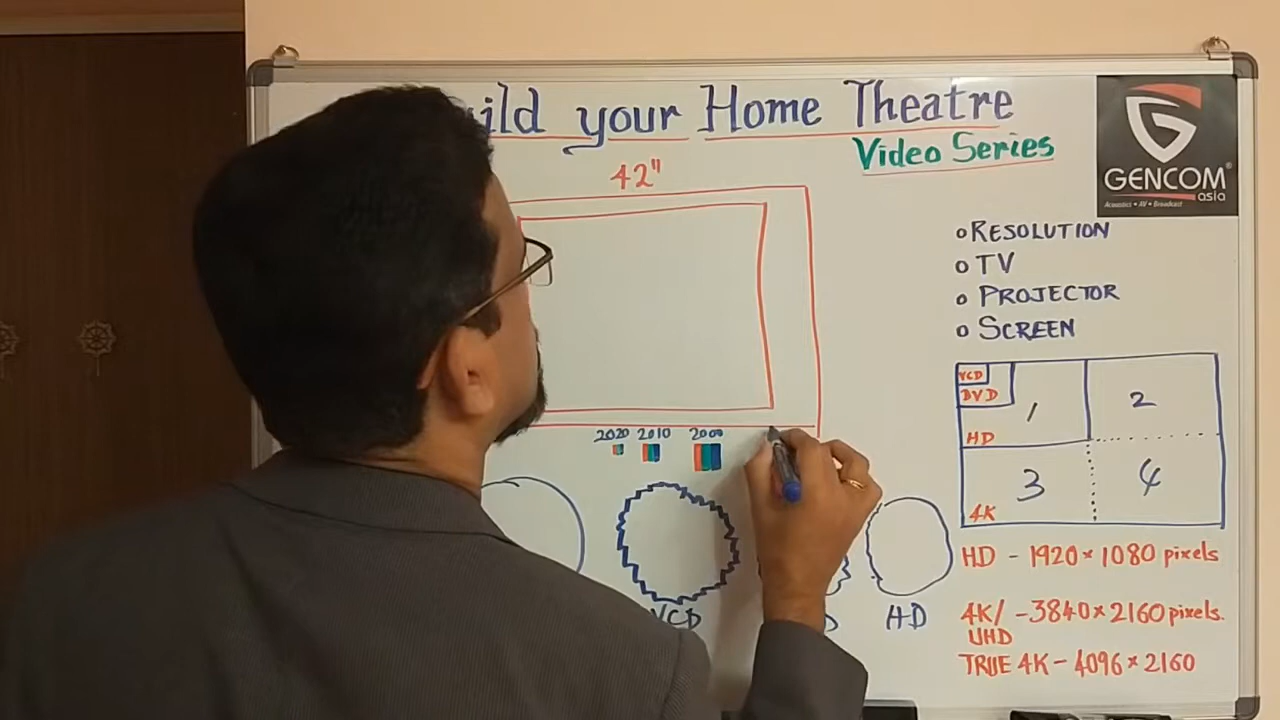 ild your Home Theatre
Video Series
GENCOM
asia
Acoustics • AV • Broadcast
42"
RESOLUTION
TV
PROJECTOR
SCREEN
VCD
DVD
HD
1
2
3
4
4K
2020 2010 2000
VCD
D
HD
HD - 1920 × 1080 pixels
4K/ - 3840 × 2160 pixels.
UHD
TRUE 4K - 4096 × 2160